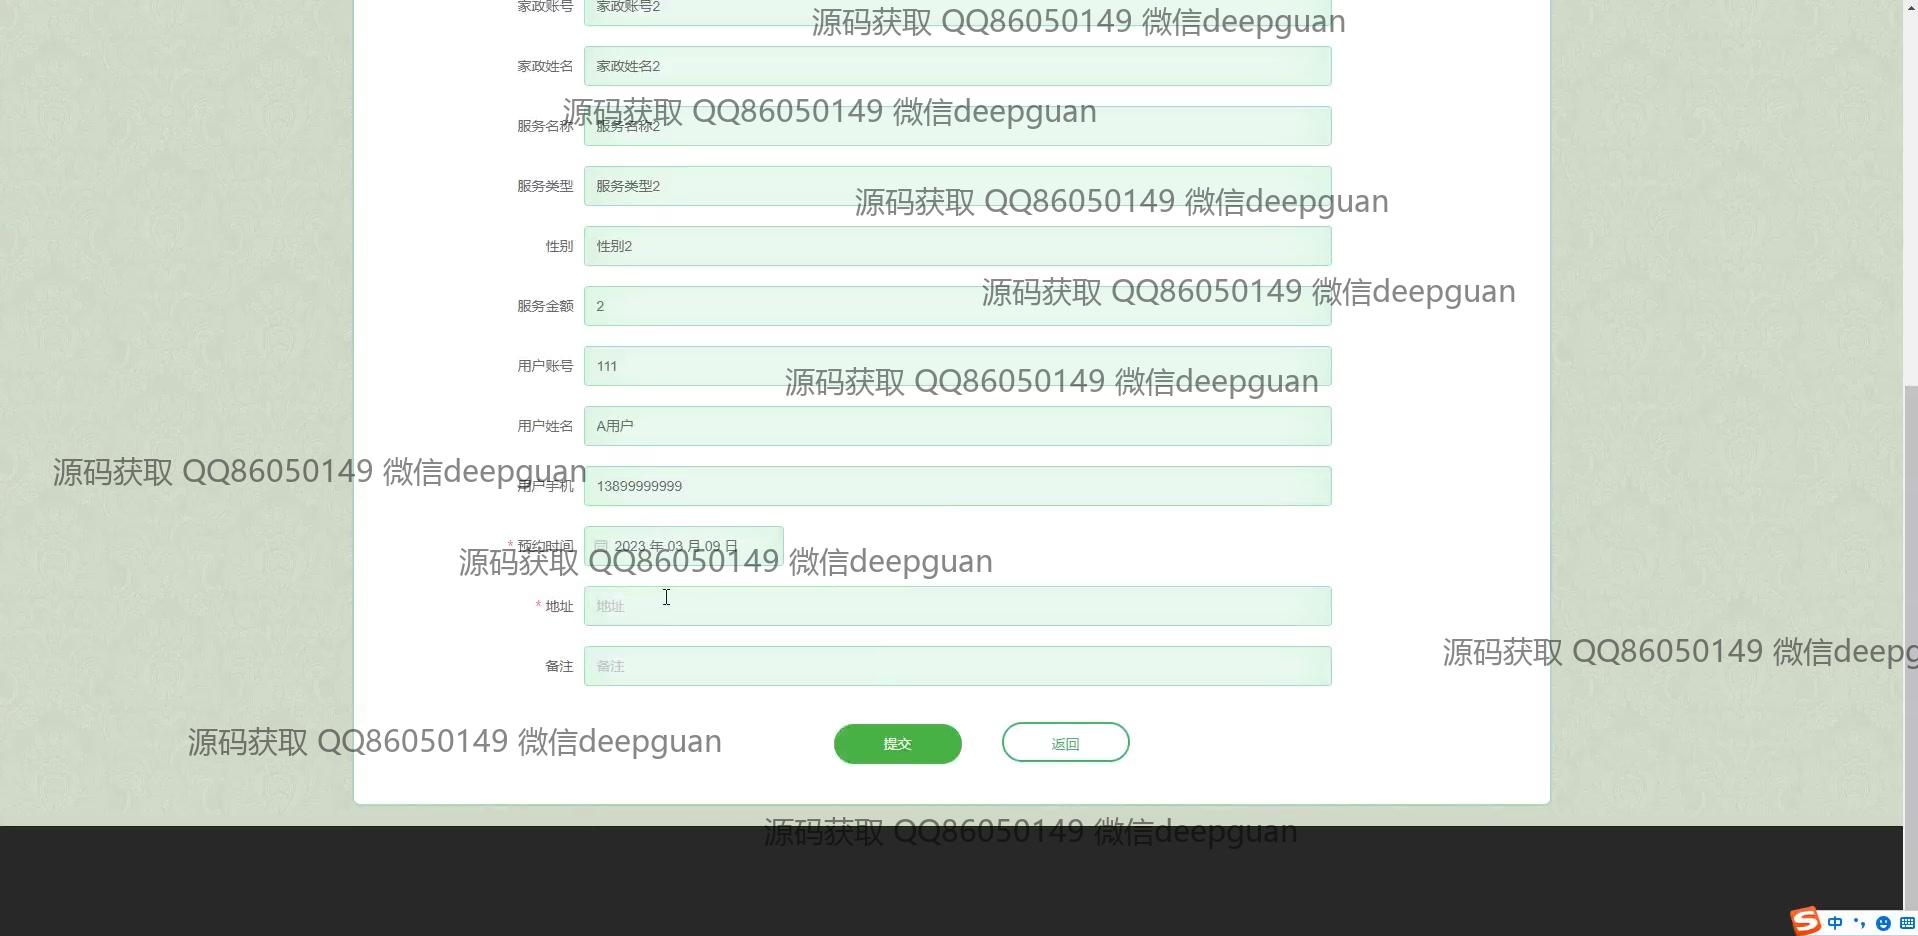 家政账号 家政账号2
源码获取 QQ86050149 微信deepguan
家政姓名 家政姓名2
源码获取 QQ86050149 微信deepguan
服务名称 服务名称2
服务类型 服务类型2
源码获取 QQ86050149 微信deepguan
性别 性别2
源码获取 QQ86050149 微信deepguan
服务金额 2
用户账号 111
源码获取 QQ86050149 微信deepguan
用户姓名 A用户
源码获取 QQ86050149 微信deepguan
用户手机 13899999999
* 预约时间 2023 年 03 月 09 日
源码获取 QQ86050149 微信deepguan
* 地址 地址
源码获取 QQ86050149 微信deepg
备注 备注
源码获取 QQ86050149 微信deepguan
提交 返回
源码获取 QQ86050149 微信deepguan
S 中